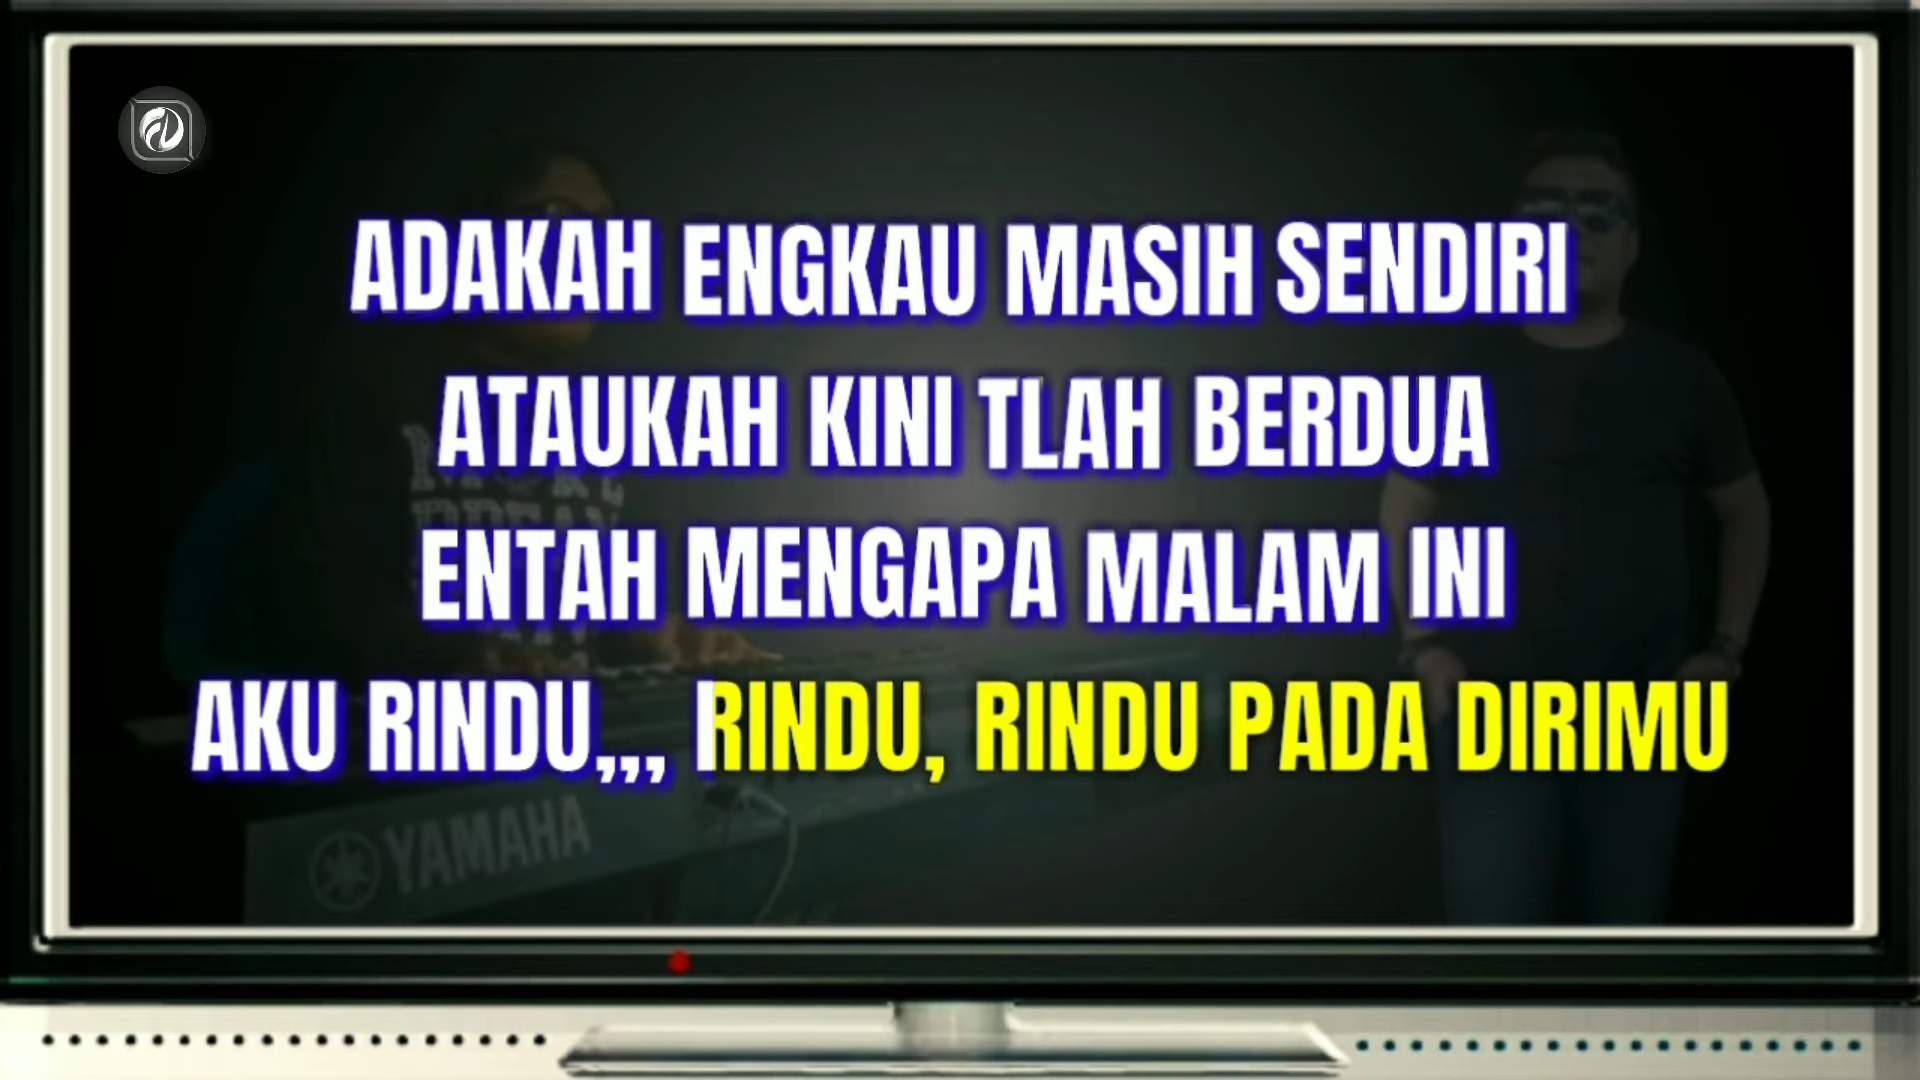 ADAKAH ENGKAU MASIH SENDIRI
ATAUKAH KINI TLAH BERDUA
ENTAH MENGAPA MALAM INI
AKU RINDU,,, RINDU, RINDU PADA DIRIMU
YAMAHA